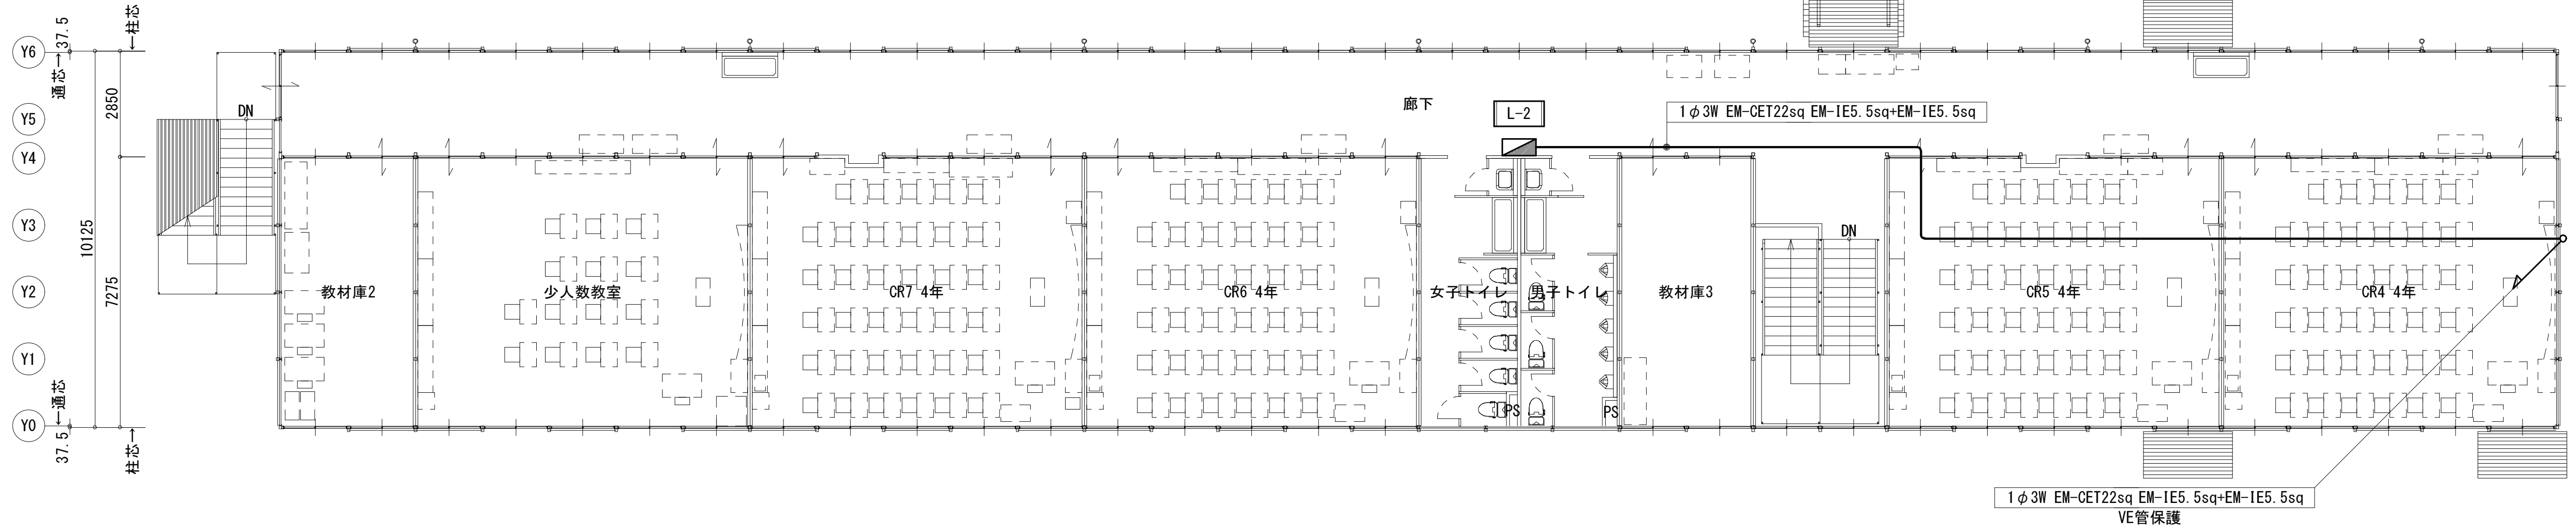 Y6
Y5
Y4
Y3
Y2
Y1
Y0
37.5
柱芯→
通芯→
2850
10125
7275
←通芯
37.5
柱芯→
DN
廊下
L-2
1φ3W EM-CET22sq EM-IE5.5sq+EM-IE5.5sq
教材庫2
少人数教室
CR7 4年
CR6 4年
女子トイレ
男子トイレ
教材庫3
DN
CR5 4年
CR4 4年
PS
PS
1φ3W EM-CET22sq EM-IE5.5sq+EM-IE5.5sq
VE管保護